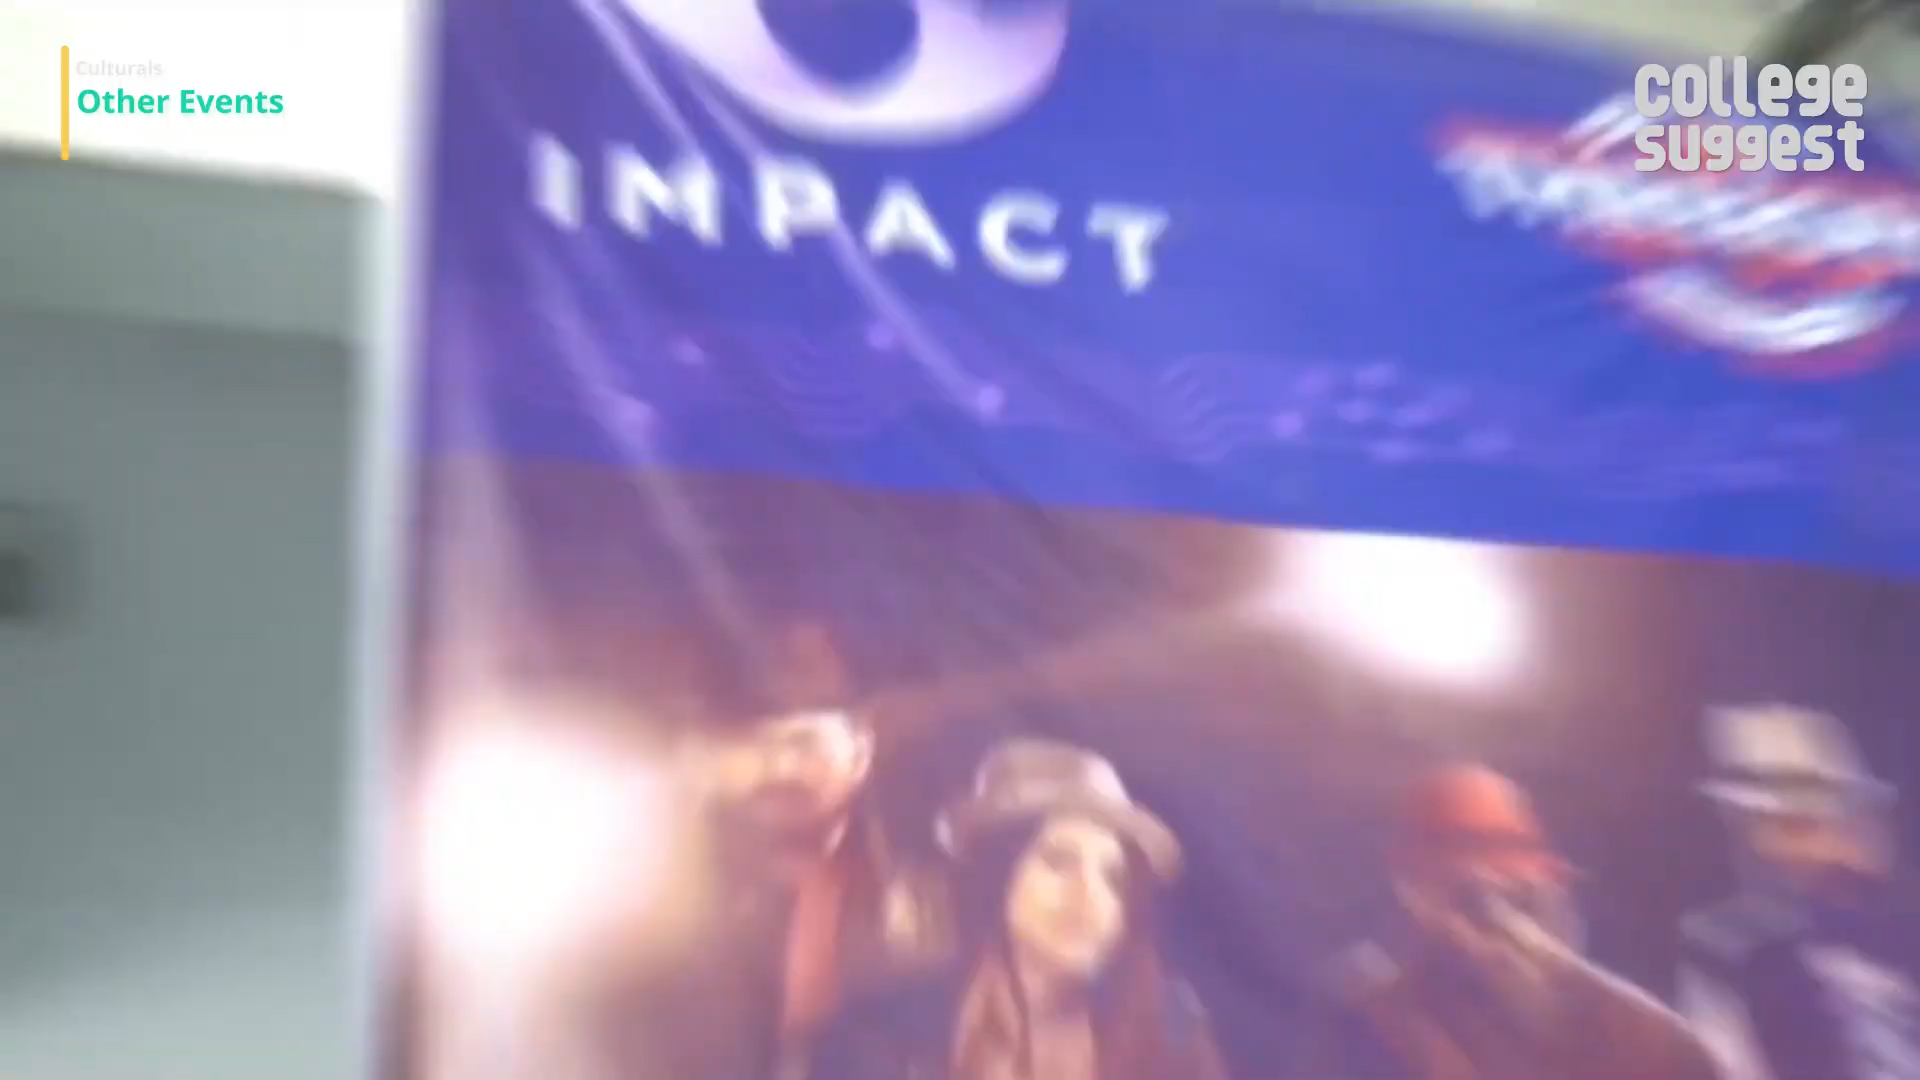 Culturals
Other Events
college
suggest
IMPACT